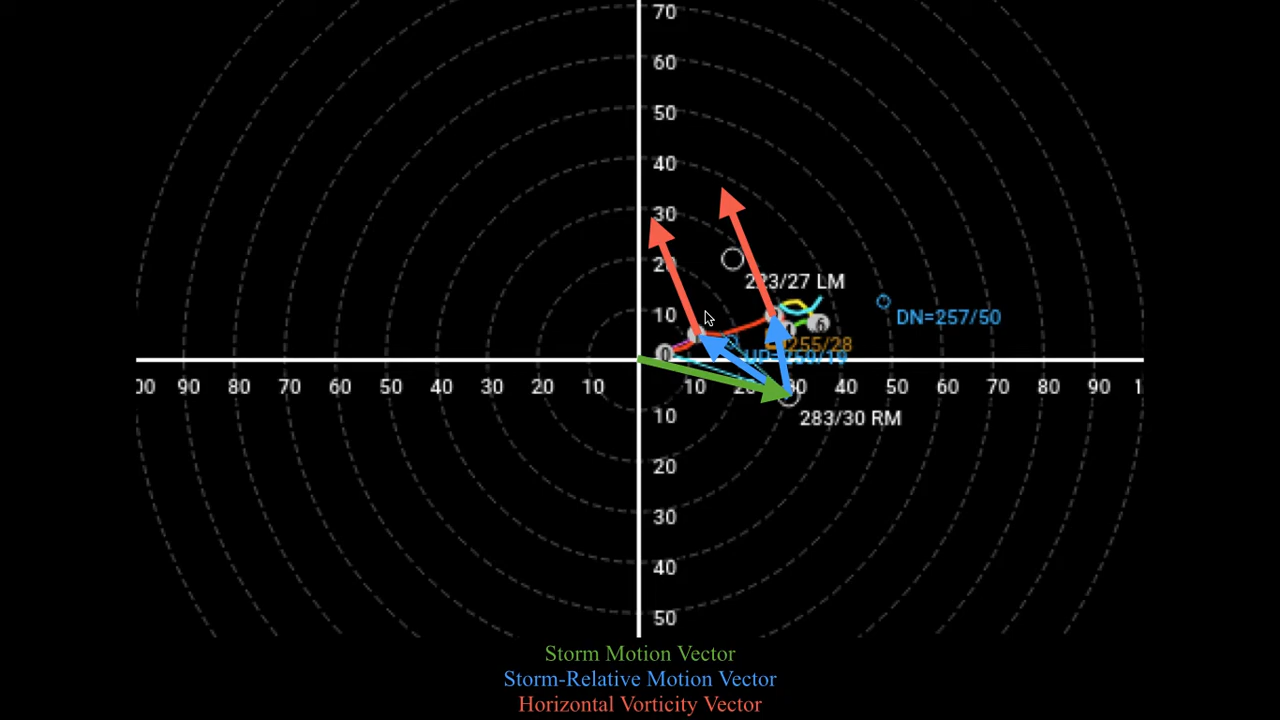 70
60
50
40
30
20
223/27 LM
10
DN=257/50
6
255/28
0
00 90 80 70 60 50 40 30 20 10 10 20 30 40 50 60 70 80 90 1
10
283/30 RM
20
30
40
50
Storm Motion Vector
Storm-Relative Motion Vector
Horizontal Vorticity Vector